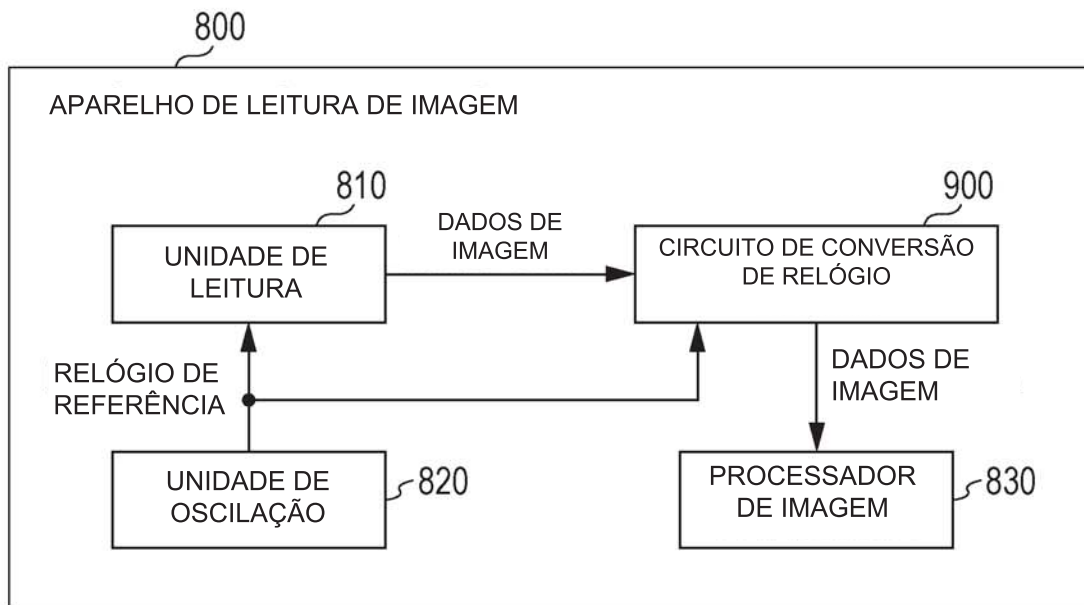 800
APARELHO DE LEITURA DE IMAGEM
810
UNIDADE DE
LEITURA
DADOS DE
IMAGEM
900
CIRCUITO DE CONVERSÃO
DE RELÓGIO
RELÓGIO DE
REFERÊNCIA
DADOS DE
IMAGEM
UNIDADE DE
OSCILAÇÃO
820
PROCESSADOR
DE IMAGEM
830